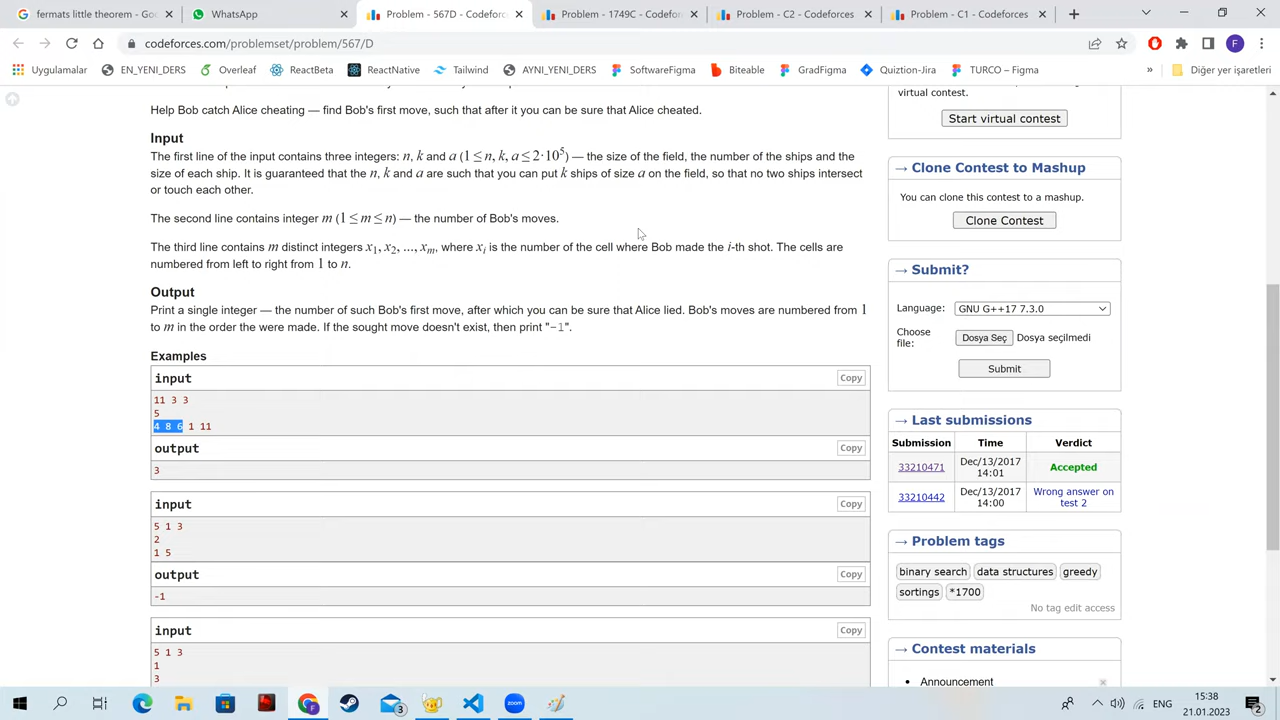 fermats little theorem - Goo
WhatsApp
Problem - 567D - Codeforces
Problem - 1749C - Codeforces
Problem - C2 - Codeforces
Problem - C1 - Codeforces
codeforces.com/problemset/problem/567/D
F
Uygulamalar
EN_YENI_DERS
Overleaf
ReactBeta
ReactNative
Tailwind
AYNI_YENI_DERS
SoftwareFigma
Biteable
GradFigma
Quiztion-Jira
TURCO – Figma
»
Diğer yer işaretleri
Help Bob catch Alice cheating — find Bob's first move, such that after it you can be sure that Alice cheated.
Input
The first line of the input contains three integers: n, k and a (1 ≤ n, k, a ≤ 2·10⁵) — the size of the field, the number of the ships and the
size of each ship. It is guaranteed that the n, k and a are such that you can put k ships of size a on the field, so that no two ships intersect
or touch each other.
The second line contains integer m (1 ≤ m ≤ n) — the number of Bob's moves.
The third line contains m distinct integers x₁, x₂, ..., xₘ, where xᵢ is the number of the cell where Bob made the i-th shot. The cells are
numbered from left to right from 1 to n.
Output
Print a single integer — the number of such Bob's first move, after which you can be sure that Alice lied. Bob's moves are numbered from 1
to m in the order the were made. If the sought move doesn't exist, then print "-1".
Examples
input
Copy
11 3 3
5
4 8 6 1 11
output
Copy
3
input
Copy
5 1 3
2
1 5
output
Copy
-1
input
Copy
5 1 3
1
3
virtual contest.
Start virtual contest
→ Clone Contest to Mashup
You can clone this contest to a mashup.
Clone Contest
→ Submit?
Language:
GNU G++17 7.3.0
Choose
file:
Dosya Seç
Dosya seçilmedi
Submit
→ Last submissions
Submission Time Verdict
33210471 Dec/13/2017
14:01 Accepted
33210442 Dec/13/2017
14:00 Wrong answer on
test 2
→ Problem tags
binary search data structures greedy
sortings *1700
No tag edit access
→ Contest materials
Announcement
3
zoom
ENG
15:38
21.01.2023
2